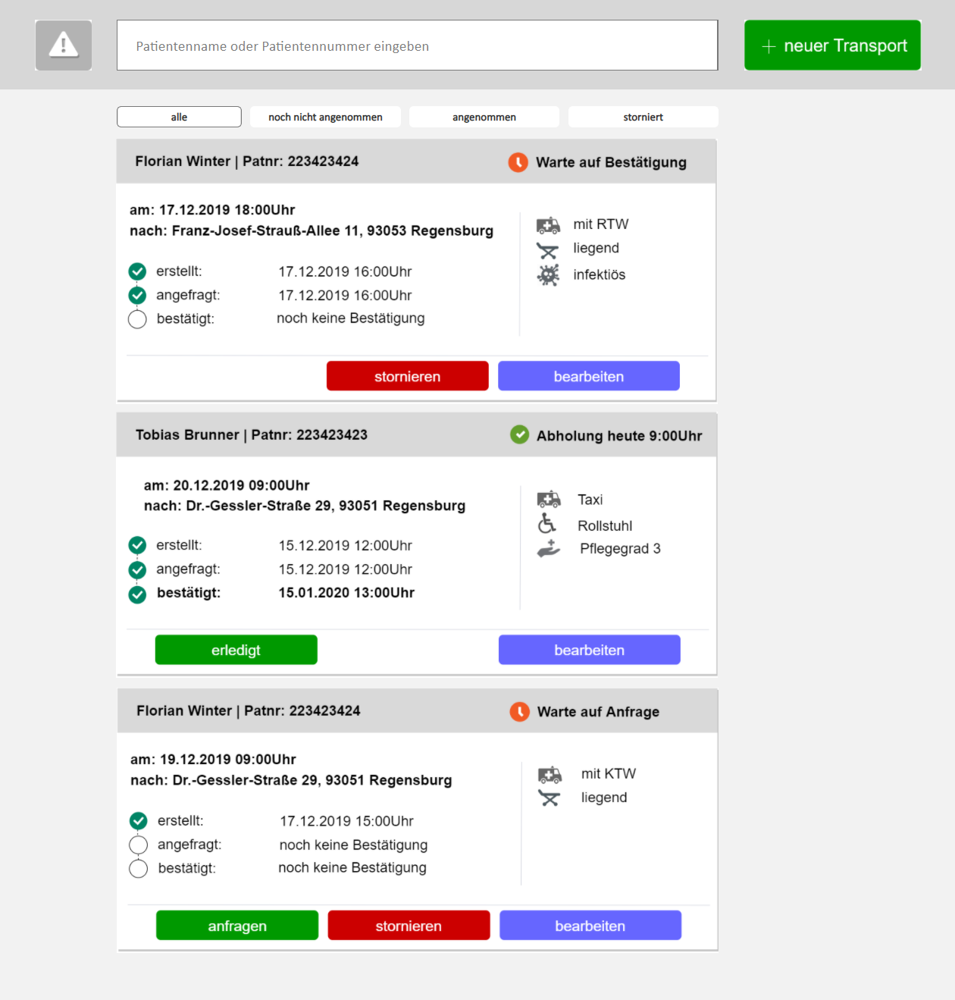 Patientenname oder Patientennummer eingeben
+ neuer Transport
alle
noch nicht angenommen
angenommen
storniert
Florian Winter | Patnr: 223423424
Warte auf Bestätigung
am: 17.12.2019 18:00Uhr
nach: Franz-Josef-Strauß-Allee 11, 93053 Regensburg
mit RTW
liegend
infektiös
erstellt: 17.12.2019 16:00Uhr
angefragt: 17.12.2019 16:00Uhr
bestätigt: noch keine Bestätigung
stornieren
bearbeiten
Tobias Brunner | Patnr: 223423423
Abholung heute 9:00Uhr
am: 20.12.2019 09:00Uhr
nach: Dr.-Gessler-Straße 29, 93051 Regensburg
Taxi
Rollstuhl
Pflegegrad 3
erstellt: 15.12.2019 12:00Uhr
angefragt: 15.12.2019 12:00Uhr
bestätigt: 15.01.2020 13:00Uhr
erledigt
bearbeiten
Florian Winter | Patnr: 223423424
Warte auf Anfrage
am: 19.12.2019 09:00Uhr
nach: Dr.-Gessler-Straße 29, 93051 Regensburg
mit KTW
liegend
erstellt: 17.12.2019 15:00Uhr
angefragt: noch keine Bestätigung
bestätigt: noch keine Bestätigung
anfragen
stornieren
bearbeiten